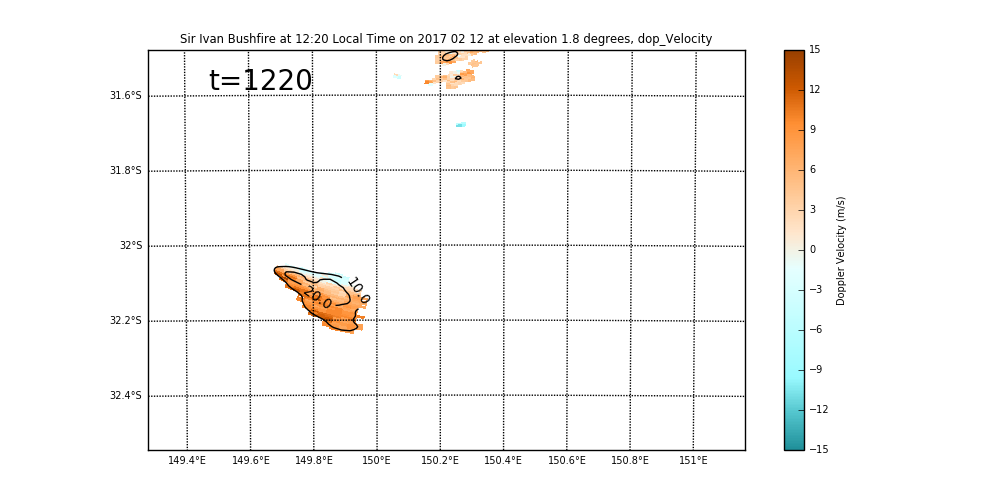 Sir Ivan Bushfire at 12:20 Local Time on 2017 02 12 at elevation 1.8 degrees, dop_Velocity
t=1220
31.6°S
31.8°S
32°S
32.2°S
32.4°S
10.0
20.0
149.4°E
149.6°E
149.8°E
150°E
150.2°E
150.4°E
150.6°E
150.8°E
151°E
15
12
9
6
3
0
−3
−6
−9
−12
−15
Doppler Velocity (m/s)